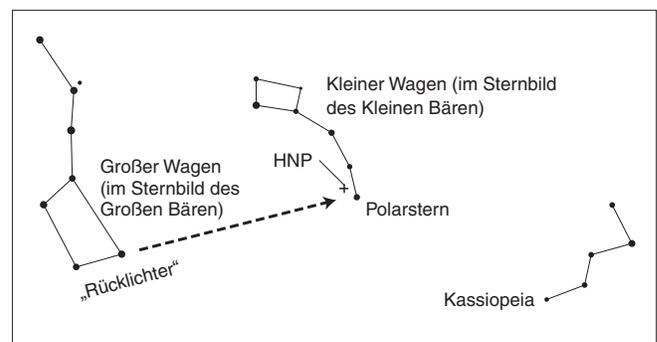 Kleiner Wagen (im Sternbild
des Kleinen Bären)
HNP
Großer Wagen
(im Sternbild des
Großen Bären)
Polarstern
„Rücklichter“
Kassiopeia